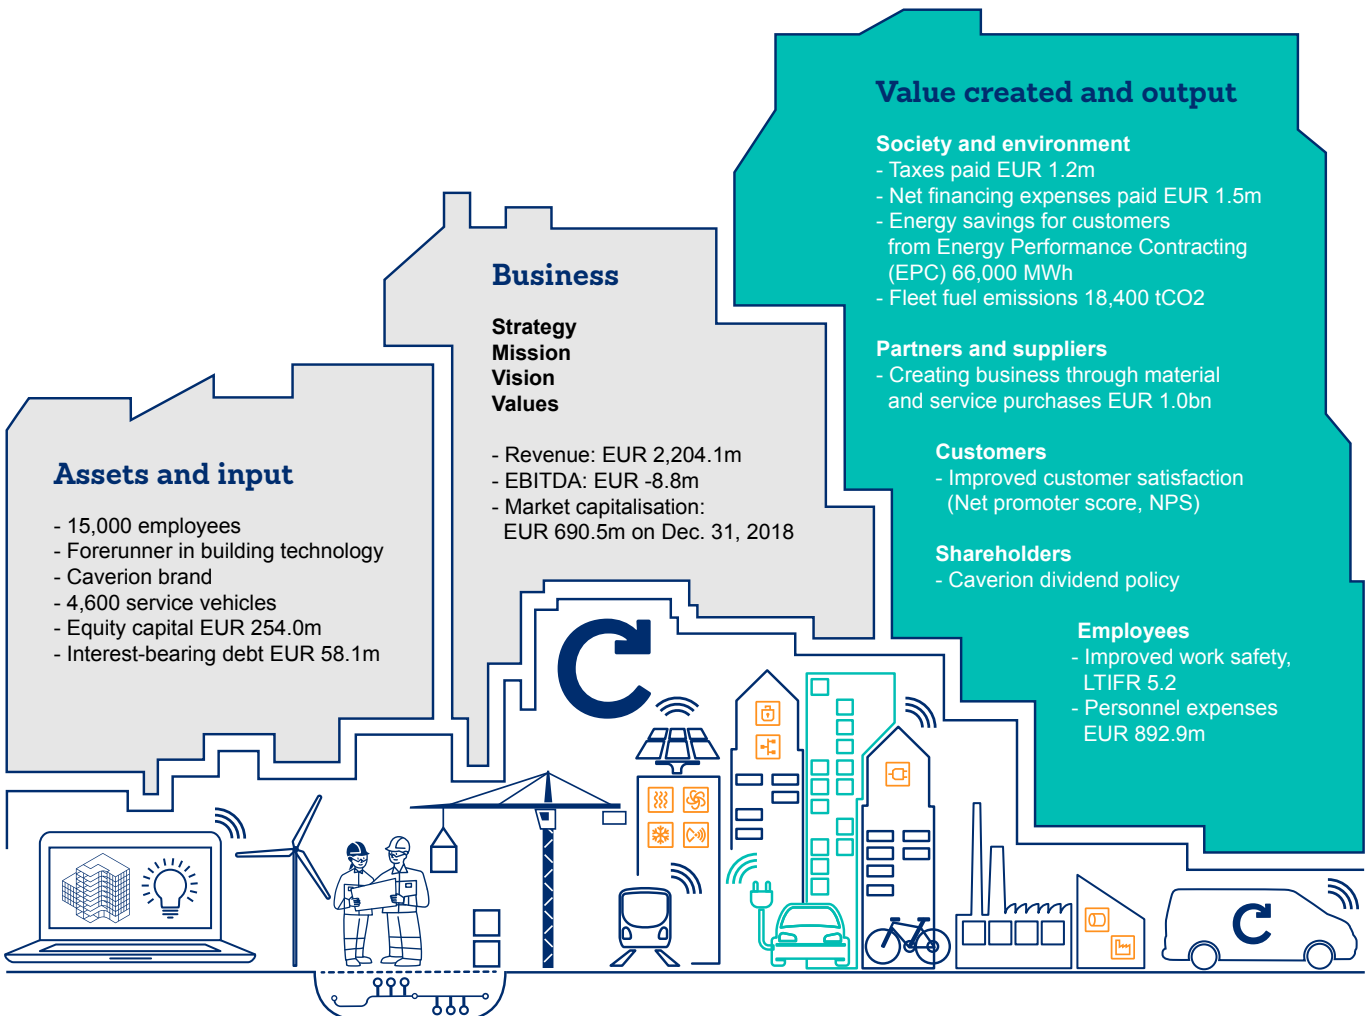 Assets and input
- 15,000 employees
- Forerunner in building technology
- Caverion brand
- 4,600 service vehicles
- Equity capital EUR 254.0m
- Interest-bearing debt EUR 58.1m
Business
Strategy
Mission
Vision
Values
- Revenue: EUR 2,204.1m
- EBITDA: EUR -8.8m
- Market capitalisation:
EUR 690.5m on Dec. 31, 2018
Value created and output
Society and environment
- Taxes paid EUR 1.2m
- Net financing expenses paid EUR 1.5m
- Energy savings for customers
from Energy Performance Contracting
(EPC) 66,000 MWh
- Fleet fuel emissions 18,400 tCO2
Partners and suppliers
- Creating business through material
and service purchases EUR 1.0bn
Customers
- Improved customer satisfaction
(Net promoter score, NPS)
Shareholders
- Caverion dividend policy
Employees
- Improved work safety,
LTIFR 5.2
- Personnel expenses
EUR 892.9m